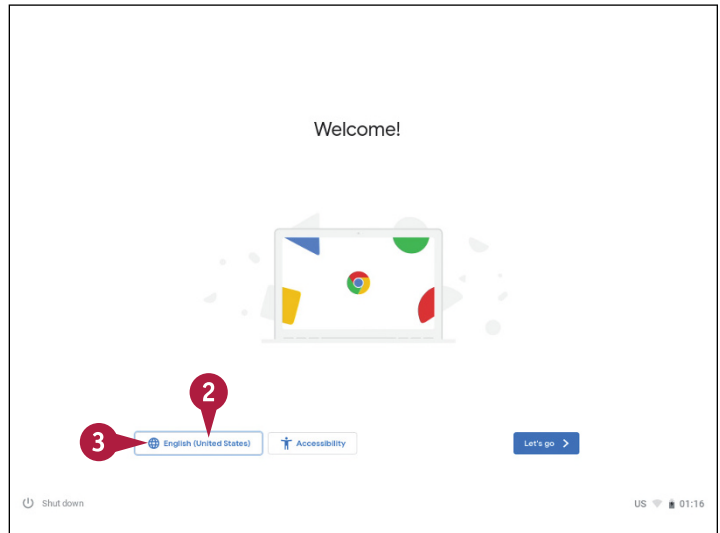 Welcome!
2
3
English (United States)
Accessibility
Let's go
Shut down
US 01:16